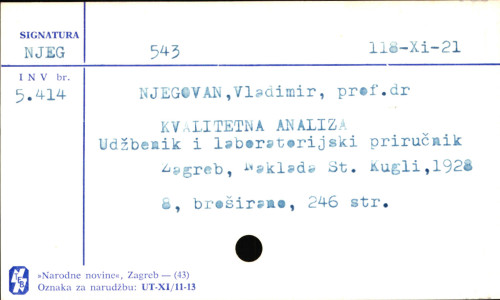 SIGNATURA
NJEG 543 118-Xi-21
INV br.
5.414 NJEGOVAN,Vladimir, prof.dr
KVALITETNA ANALIZA
Udžbenik i laboratorijski priručnik
Zagreb, Naklada St. Kugli,1928
8, broširano, 246 str.
»Narodne novine«, Zagreb — (43)
Oznaka za narudžbu: UT-XI/11-13